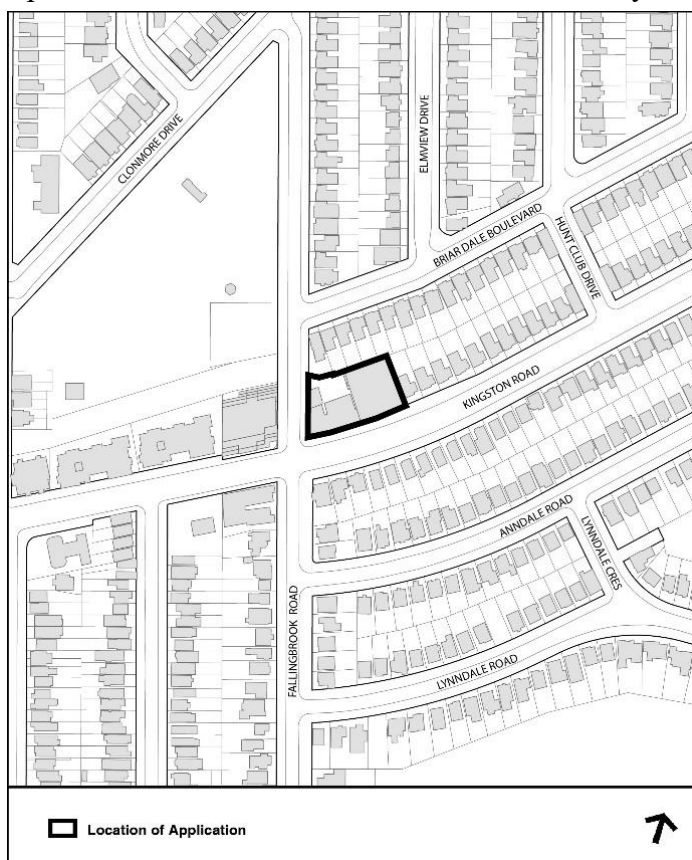 CLONMORE DRIVE
ELMVIEW DRIVE
BRIAR DALE BOULEVARD
HUNT CLUB DRIVE
KINGSTON ROAD
ANNDALE ROAD
LYNNDALE CRES
FALLINGBROOK ROAD
LYNNDALE ROAD
Location of Application